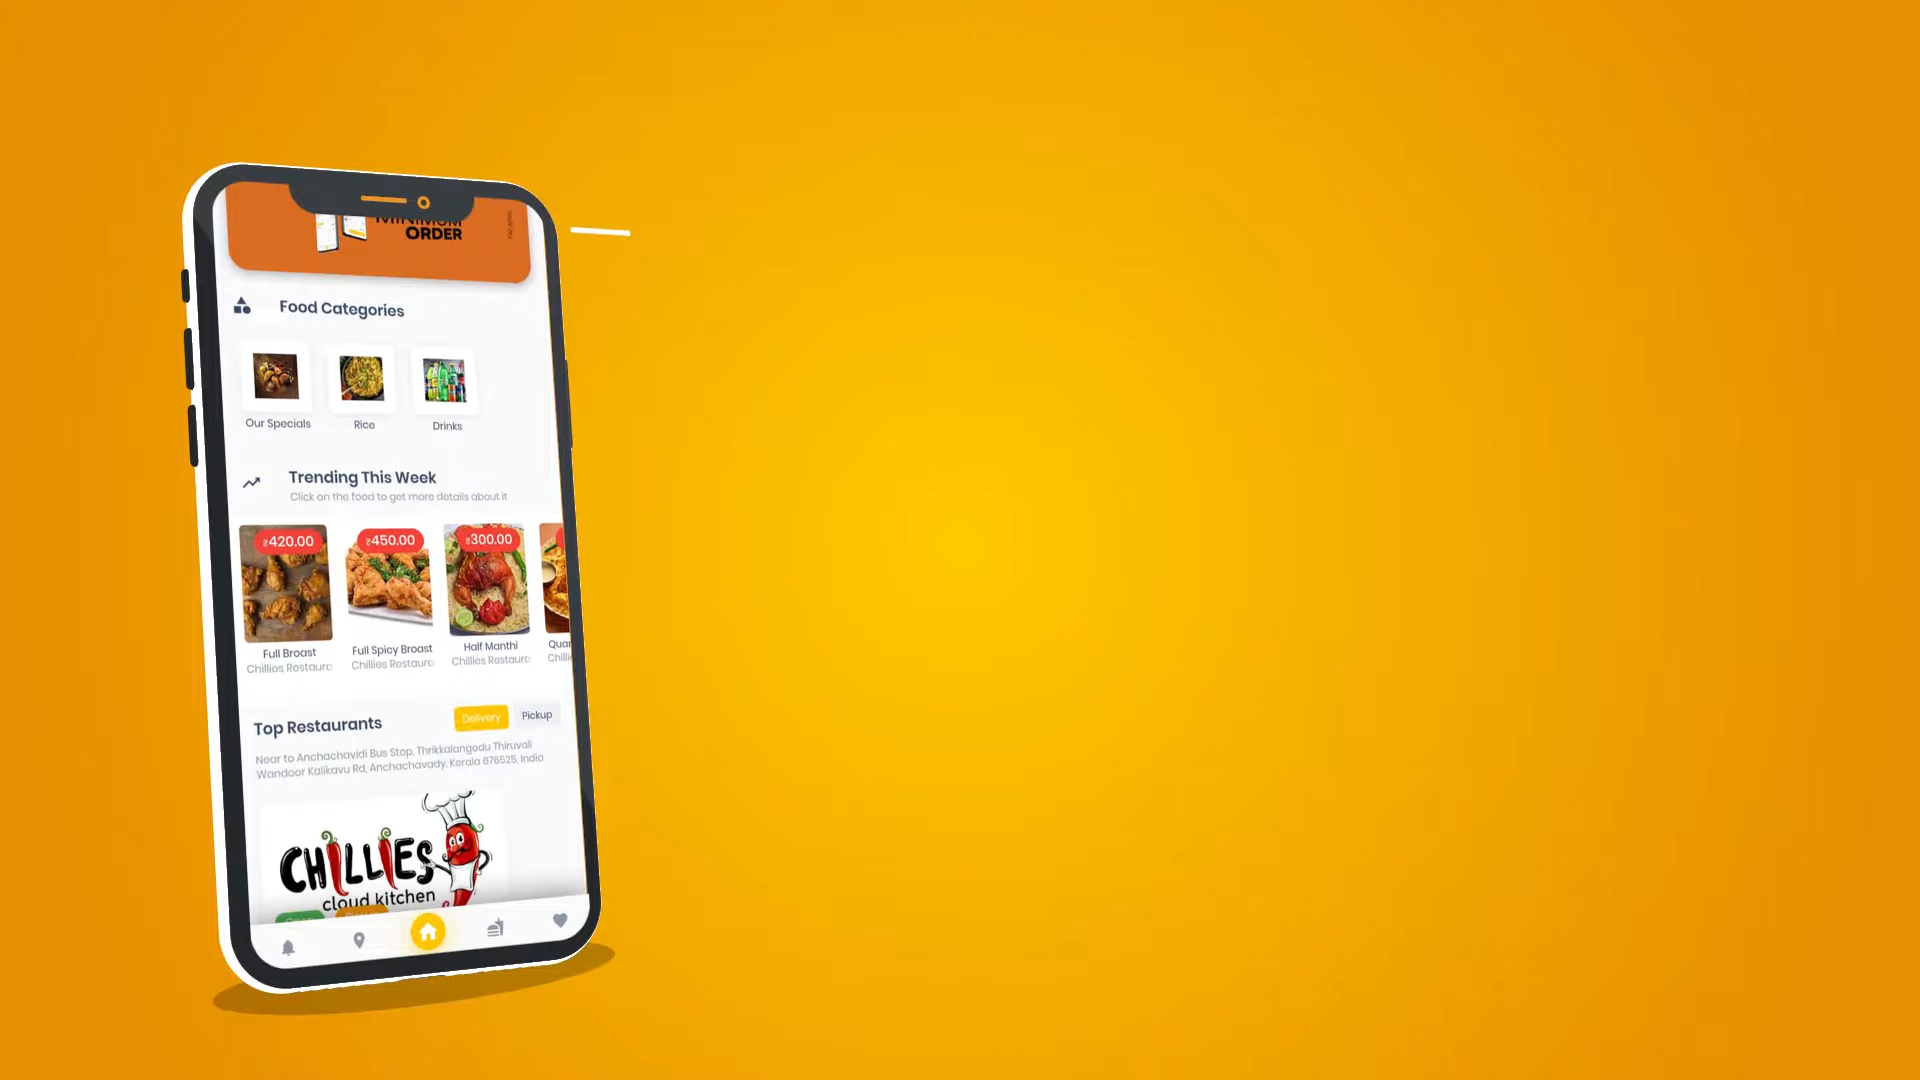 MINIMUM
ORDER
Food Categories
Our Specials
Rice
Drinks
Trending This Week
Click on the food to get more details about it
₹420.00
₹450.00
₹300.00
Full Broast
Full Spicy Broast
Half Manthi
Quar
Chillies Restaura
Chillies Restaura
Chillies Restaura
Chilli
Top Restaurants
Delivery
Pickup
Near to Anchachavidi Bus Stop, Thrikkalangodu Thiruvali
Wandoor Kalikavu Rd, Anchachavady, Kerala 676525, India
CHILLIES
cloud kitchen